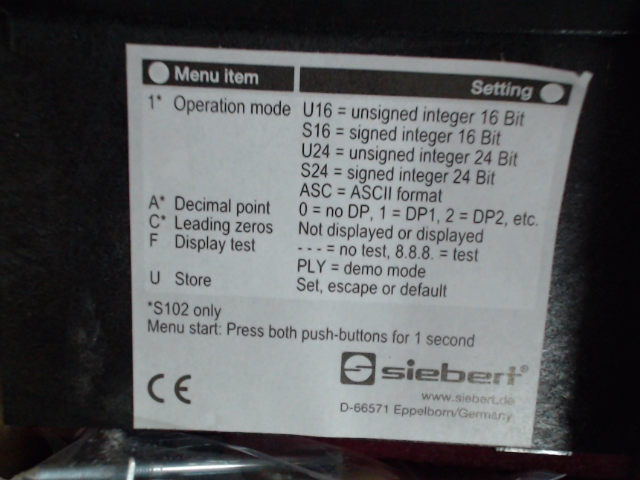 Menu item Setting
1* Operation mode U16 = unsigned integer 16 Bit
S16 = signed integer 16 Bit
U24 = unsigned integer 24 Bit
S24 = signed integer 24 Bit
ASC = ASCII format
A* Decimal point 0 = no DP, 1 = DP1, 2 = DP2, etc.
C* Leading zeros Not displayed or displayed
F Display test - - - = no test, 8.8.8. = test
PLY = demo mode
U Store Set, escape or default
*S102 only
Menu start: Press both push-buttons for 1 second
siebert®
www.siebert.de
D-66571 Eppelborn/Germany
CE